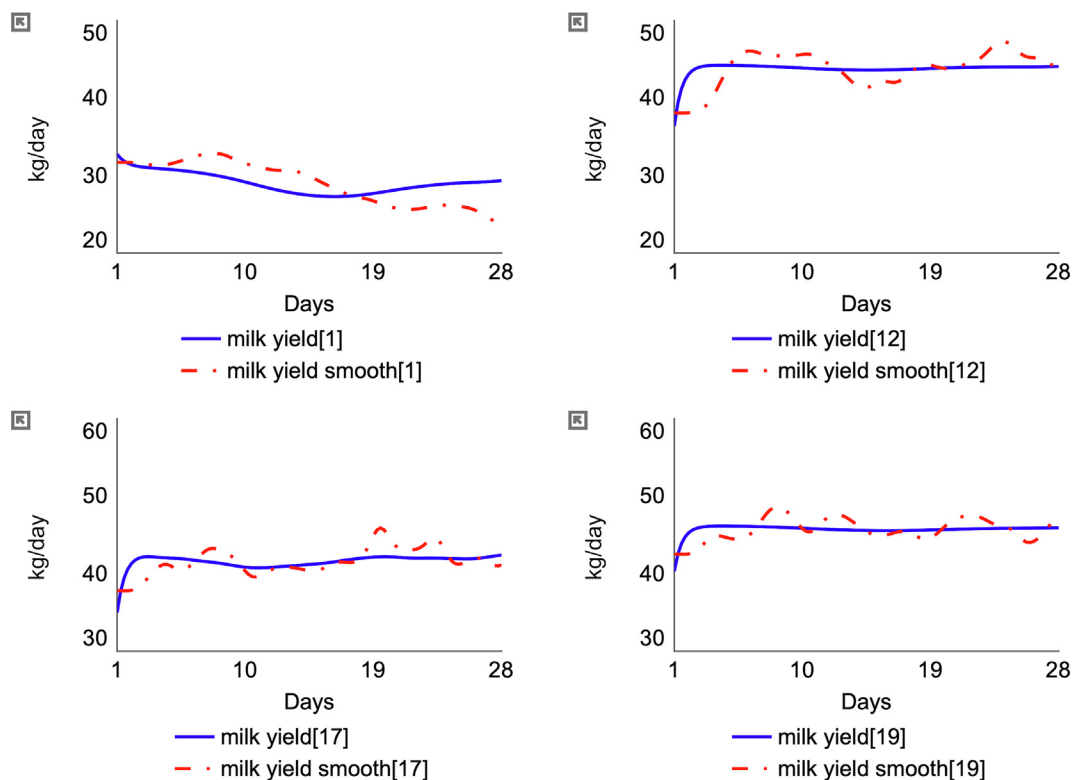 50
40
30
20
kg/day
1 10 19 28
Days
milk yield[1]
milk yield smooth[1]
50
40
30
20
kg/day
1 10 19 28
Days
milk yield[12]
milk yield smooth[12]
60
50
40
30
kg/day
1 10 19 28
Days
milk yield[17]
milk yield smooth[17]
60
50
40
30
kg/day
1 10 19 28
Days
milk yield[19]
milk yield smooth[19]